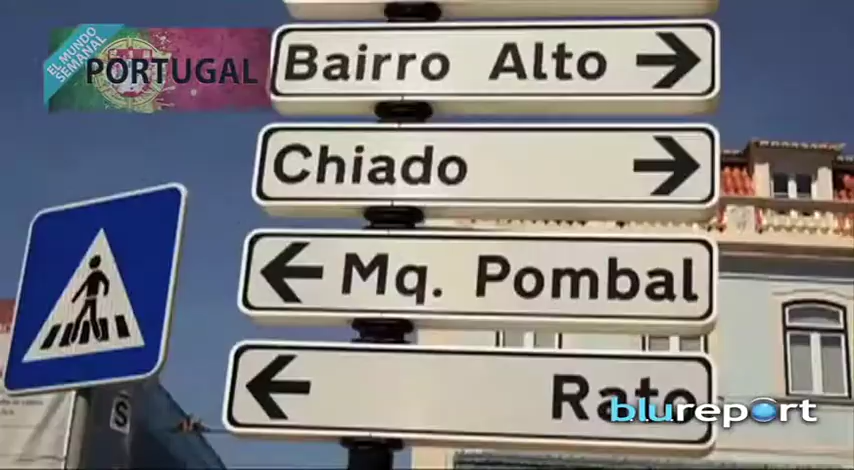 EL MUNDO
SEMANAL
PORTUGAL
Bairro Alto
Chiado
Mq. Pombal
Rato
blureport
S